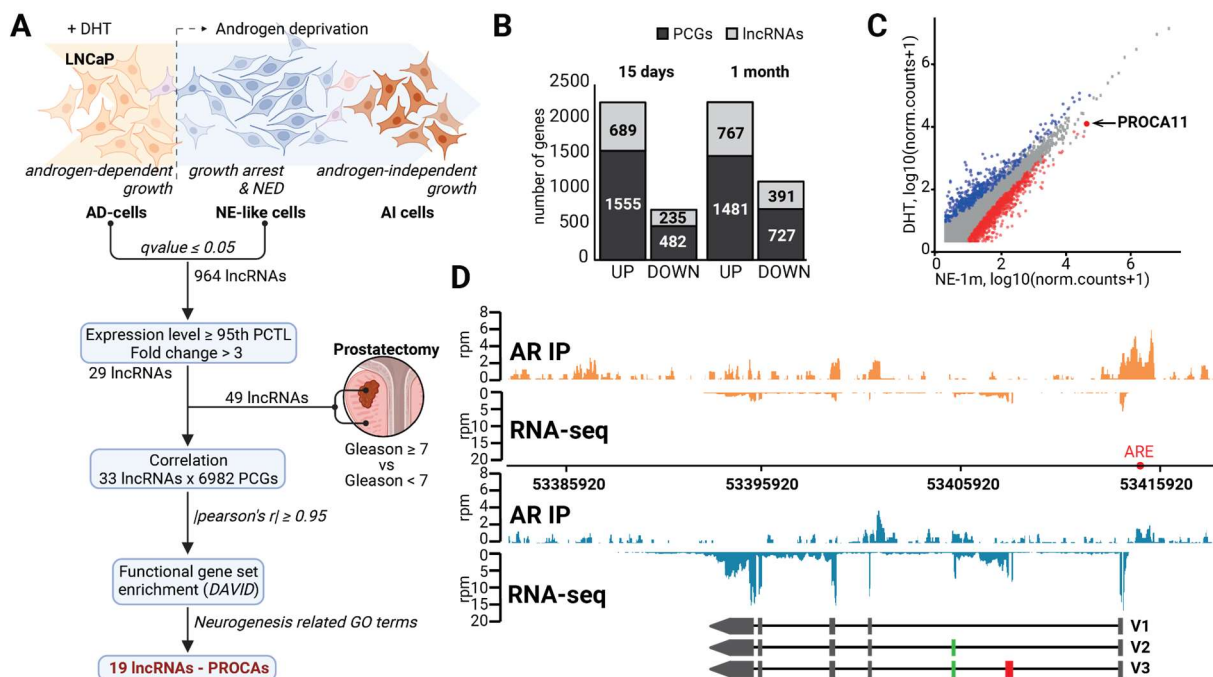 A
+ DHT
Androgen deprivation
LNCaP
androgen-dependent
growth
growth arrest
& NED
androgen-independent
growth
AD-cells
NE-like cells
AI cells
qvalue ≤ 0.05
964 lncRNAs
Expression level ≥ 95th PCTL
Fold change > 3
29 lncRNAs
Prostatectomy
49 lncRNAs
Gleason ≥ 7
vs
Gleason < 7
Correlation
33 lncRNAs x 6982 PCGs
|pearson's r| ≥ 0.95
Functional gene set
enrichment (DAVID)
Neurogenesis related GO terms
19 lncRNAs - PROCAs
B
PCGs
lncRNAs
15 days
1 month
number of genes
2500
2000
1500
1000
500
0
689
1555
235
482
767
1481
391
727
UP
DOWN
UP
DOWN
C
DHT, log10(norm.counts+1)
6
4
2
0
PROCA11
0
2
4
6
NE-1m, log10(norm.counts+1)
D
rpm
8
6
4
2
0
AR IP
rpm
0
5
10
15
20
RNA-seq
ARE
53385920
53395920
53405920
53415920
rpm
8
6
4
2
0
AR IP
rpm
0
5
10
15
20
RNA-seq
V1
V2
V3